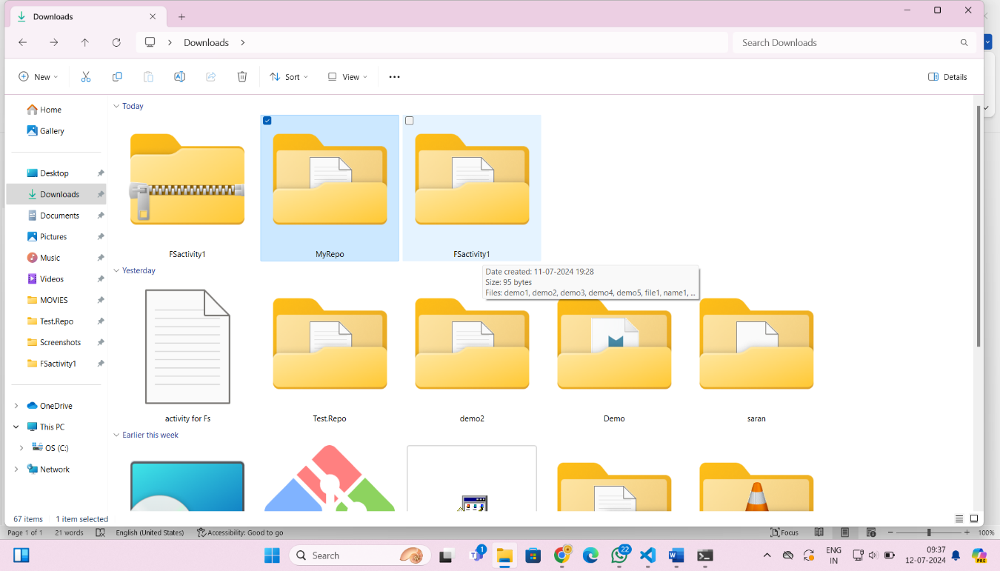 Downloads
Downloads
Search Downloads
New
Sort
View
Details
Home
Gallery
Desktop
Downloads
Documents
Pictures
Music
Videos
MOVIES
Test.Repo
Screenshots
FSactivity1
OneDrive
This PC
OS (C:)
Network
Today
FSactivity1
MyRepo
FSactivity1
Date created: 11-07-2024 19:28
Size: 95 bytes
Files: demo1, demo2, demo3, demo4, demo5, file1, name1, ...
Yesterday
activity for Fs
Test.Repo
demo2
Demo
saran
Earlier this week
67 items
1 item selected
Page 1 of 1
21 words
English (United States)
Accessibility: Good to go
Focus
100%
Search
1
22
ENG
IN
09:37
12-07-2024
PRE